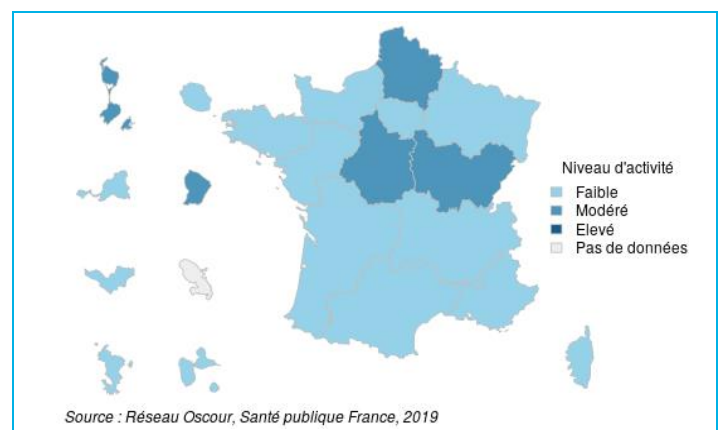 Niveau d'activité
Faible
Modéré
Elevé
Pas de données
Source : Réseau Oscour, Santé publique France, 2019